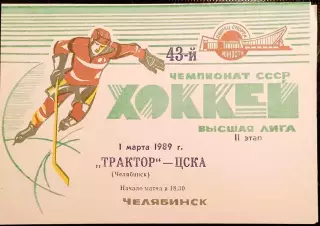 43-й
ЧЕМПИОНАТ СССР
ХОККЕЙ
ВЫСШАЯ ЛИГА
II этап
1 марта 1989 г.
„ТРАКТОР" — ЦСКА
(Челябинск)
Начало матча в 18.30
ЧЕЛЯБИНСК